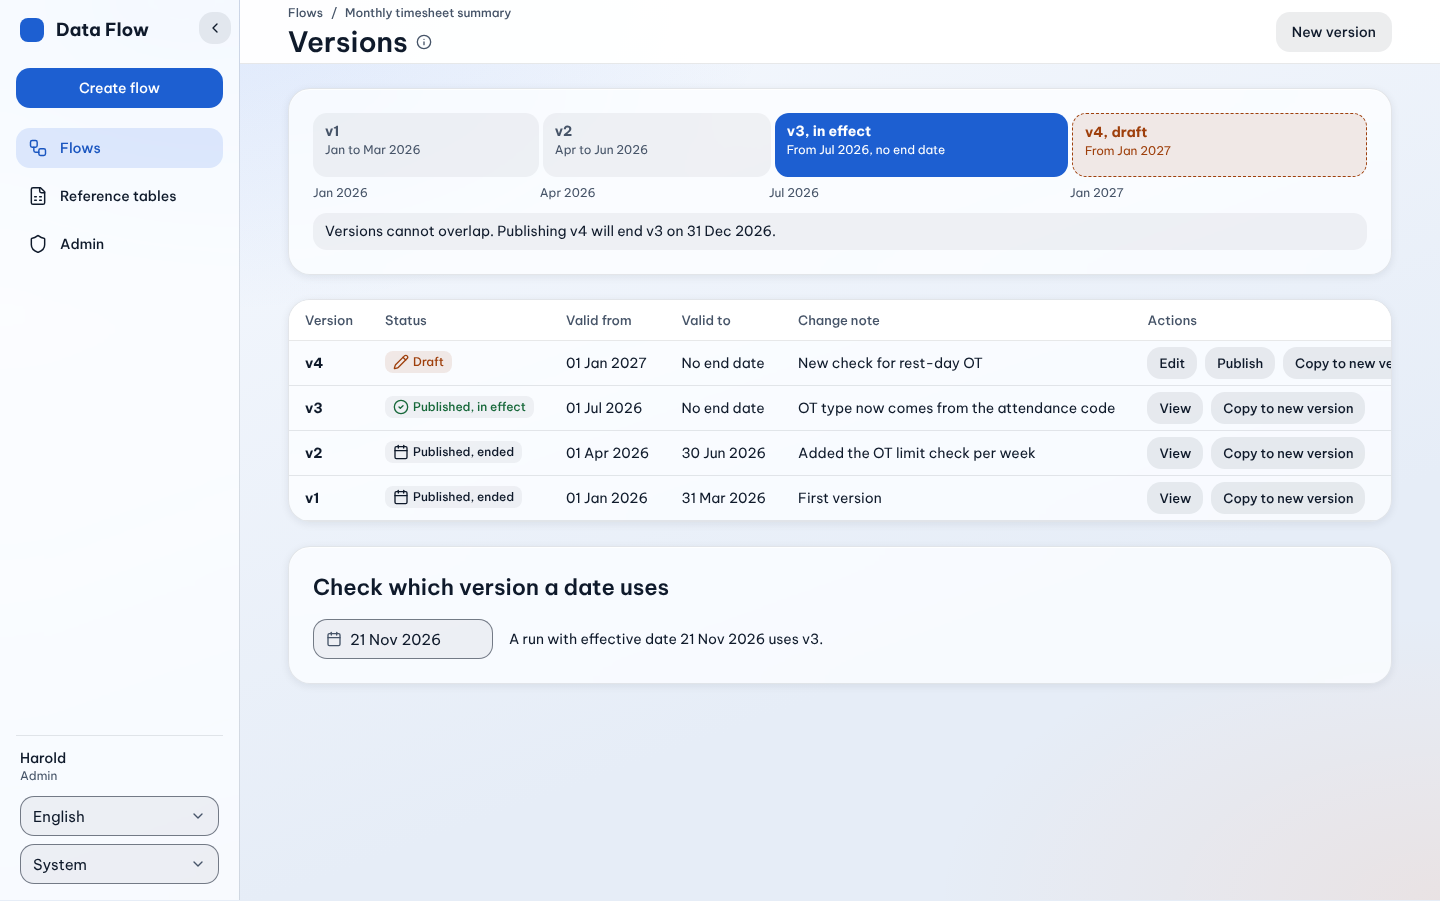 Data Flow
Create flow
Flows
Reference tables
Admin
Harold
Admin
English
System
Flows / Monthly timesheet summary
Versions
New version
v1
Jan to Mar 2026
v2
Apr to Jun 2026
v3, in effect
From Jul 2026, no end date
v4, draft
From Jan 2027
Jan 2026 Apr 2026 Jul 2026 Jan 2027
Versions cannot overlap. Publishing v4 will end v3 on 31 Dec 2026.
Version Status Valid from Valid to Change note Actions
v4 Draft 01 Jan 2027 No end date New check for rest-day OT Edit Publish Copy to new ve
v3 Published, in effect 01 Jul 2026 No end date OT type now comes from the attendance code View Copy to new version
v2 Published, ended 01 Apr 2026 30 Jun 2026 Added the OT limit check per week View Copy to new version
v1 Published, ended 01 Jan 2026 31 Mar 2026 First version View Copy to new version
Check which version a date uses
21 Nov 2026 A run with effective date 21 Nov 2026 uses v3.